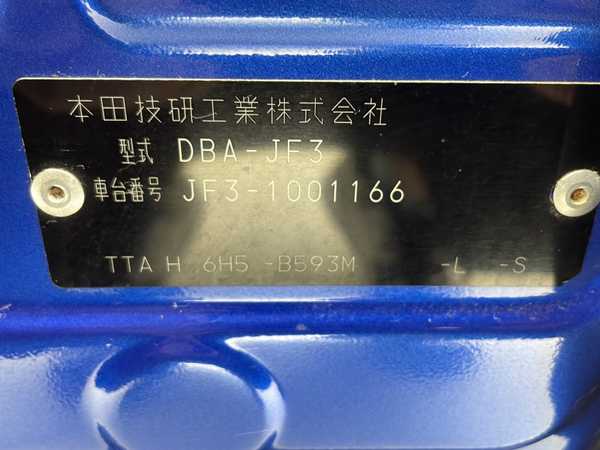 本田技研工業株式会社
型式 DBA-JF3
車台番号 JF3-1001166
TTA H 6H5 -B593M -L -S